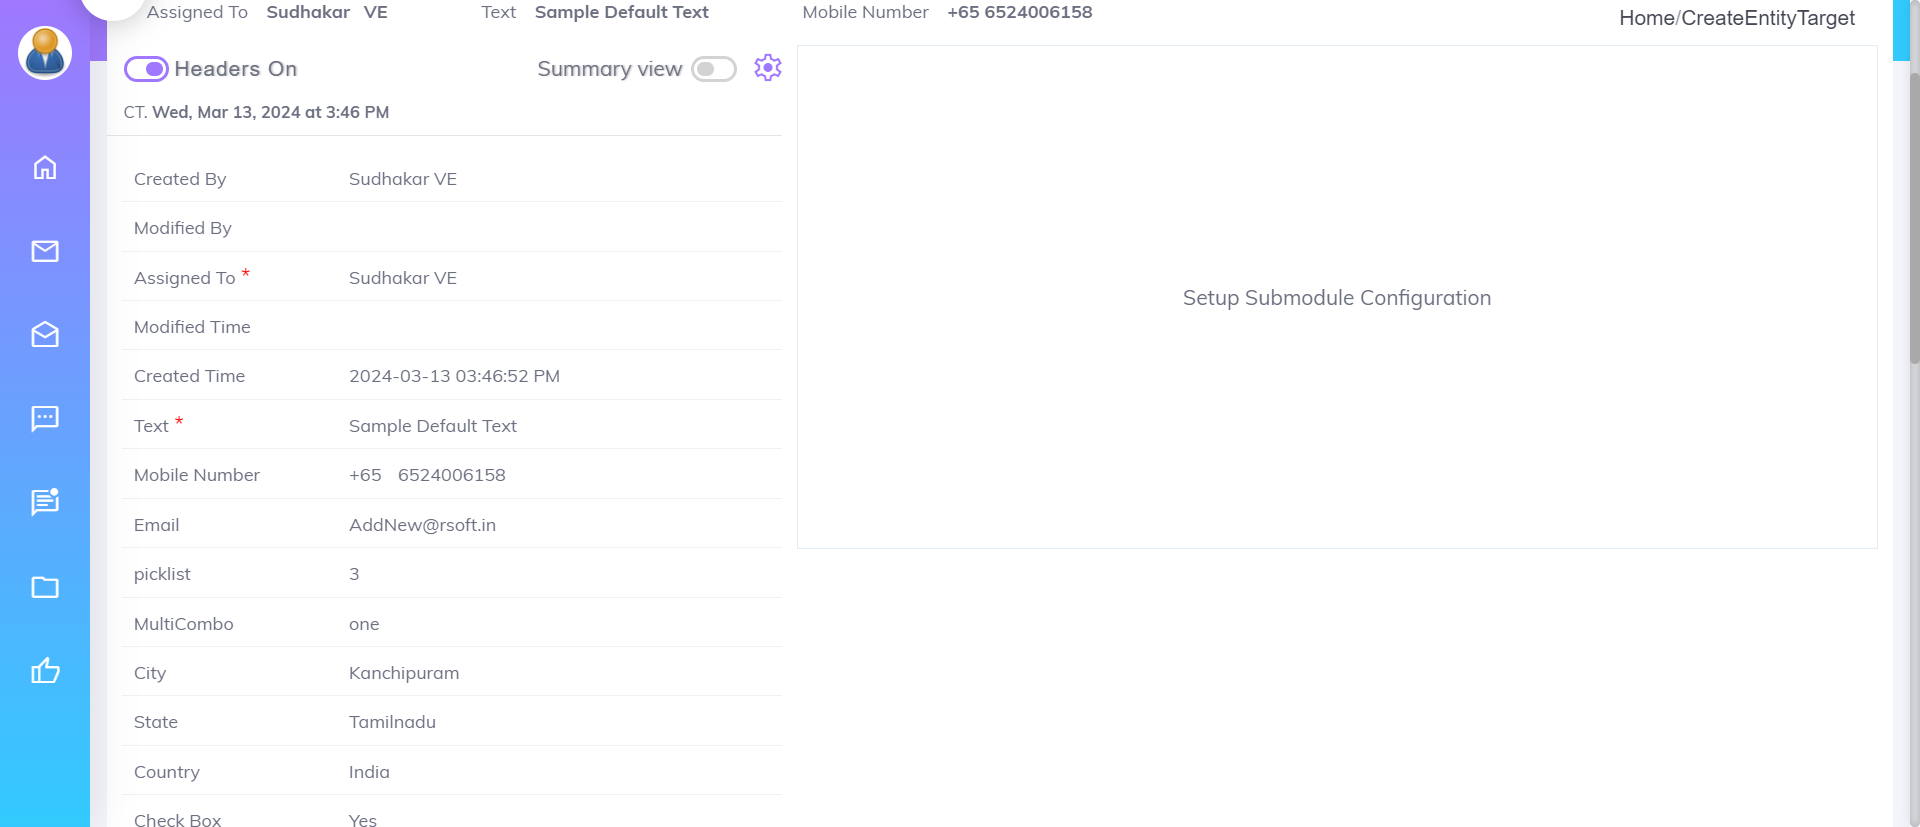 Assigned To Sudhakar VE Text Sample Default Text Mobile Number +65 6524006158
Home/CreateEntityTarget
Headers On Summary view
CT. Wed, Mar 13, 2024 at 3:46 PM
Created By Sudhakar VE
Modified By
Assigned To * Sudhakar VE
Modified Time
Created Time 2024-03-13 03:46:52 PM
Text * Sample Default Text
Mobile Number +65 6524006158
Email AddNew@rsoft.in
picklist 3
MultiCombo one
City Kanchipuram
State Tamilnadu
Country India
Check Box Yes
Setup Submodule Configuration